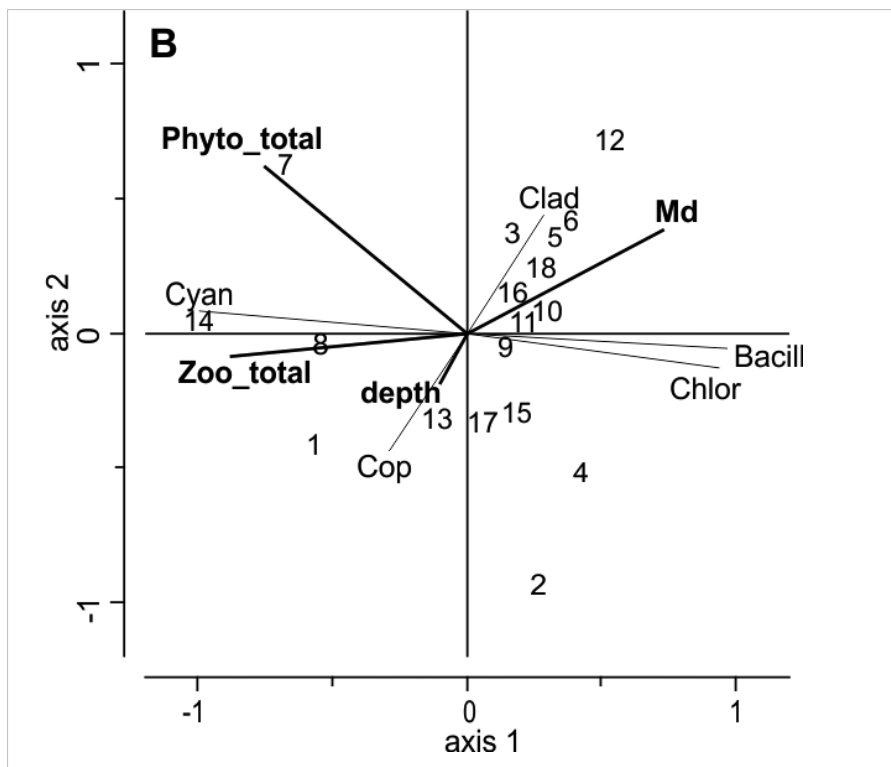 B
1
Phyto_total
7
12
Clad
Md
3
5
6
18
Cyan
16
14
10
11
axis 2
0
8
9
Bacill
Zoo_total
depth
Chlor
13
17
15
1
Cop
4
2
-1
-1
0
1
axis 1